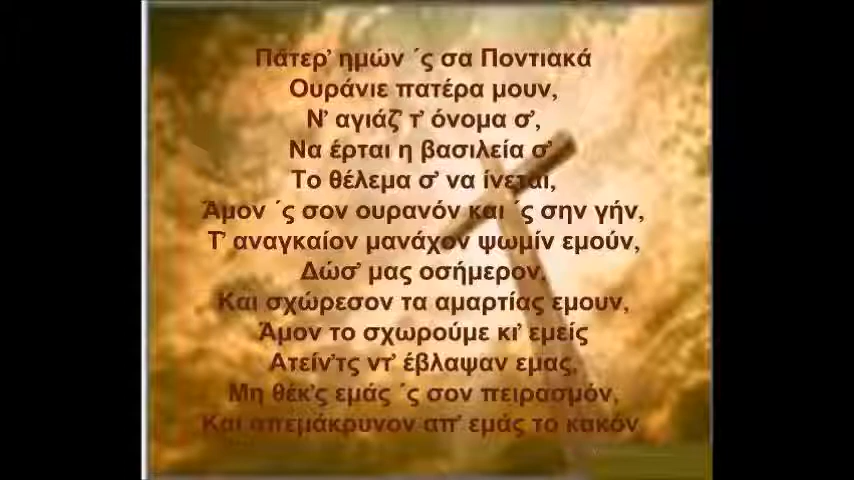 Πάτερ’ ημών ΄ς σα Ποντιακά
Ουράνιε πατέρα μουν,
Ν’ αγιάζ’ τ’ όνομα σ’,
Να έρται η βασιλεία σ’
Το θέλεμα σ’ να ίνεται,
Άμον ΄ς σον ουρανόν και ΄ς σην γήν,
Τ’ αναγκαίον μανάχον ψωμίν εμούν,
Δώσ’ μας οσήμερον.
Και σχώρεσον τα αμαρτίας εμουν,
Άμον το σχωρούμε κι’ εμείς
Ατείν’τς ντ’ έβλαψαν εμας,
Μη θέκ’ς εμάς ΄ς σον πειρασμόν,
Και απεμάκρυνον απ’ εμάς το κακόν